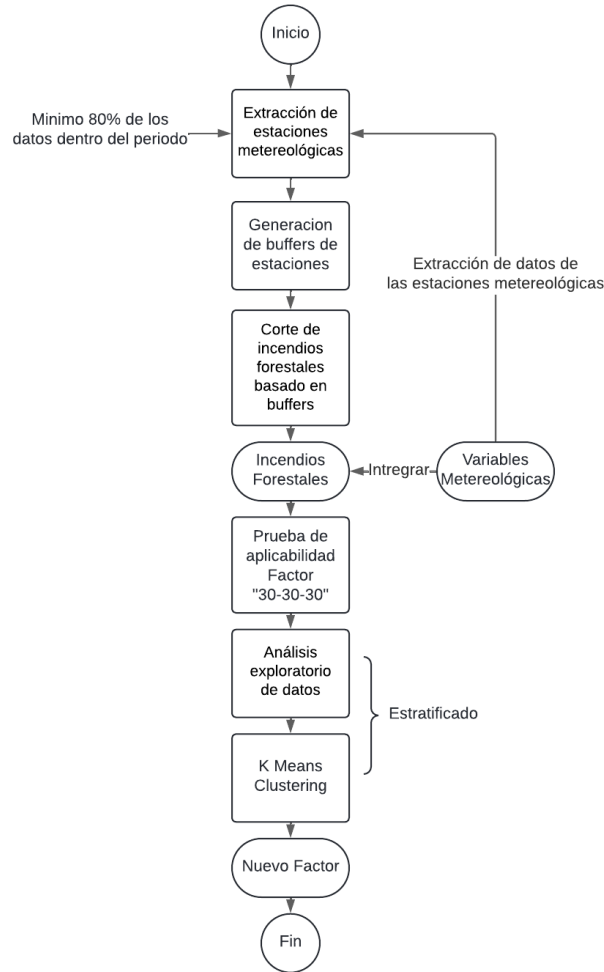 Inicio
Minimo 80% de los
datos dentro del periodo
Extracción de
estaciones
metereológicas
Generacion
de buffers de
estaciones
Extracción de datos de
las estaciones metereológicas
Corte de
incendios
forestales
basado en
buffers
Incendios
Forestales
Intregrar
Variables
Metereológicas
Prueba de
aplicabilidad
Factor
"30-30-30"
Análisis
exploratorio
de datos
Estratificado
K Means
Clustering
Nuevo Factor
Fin